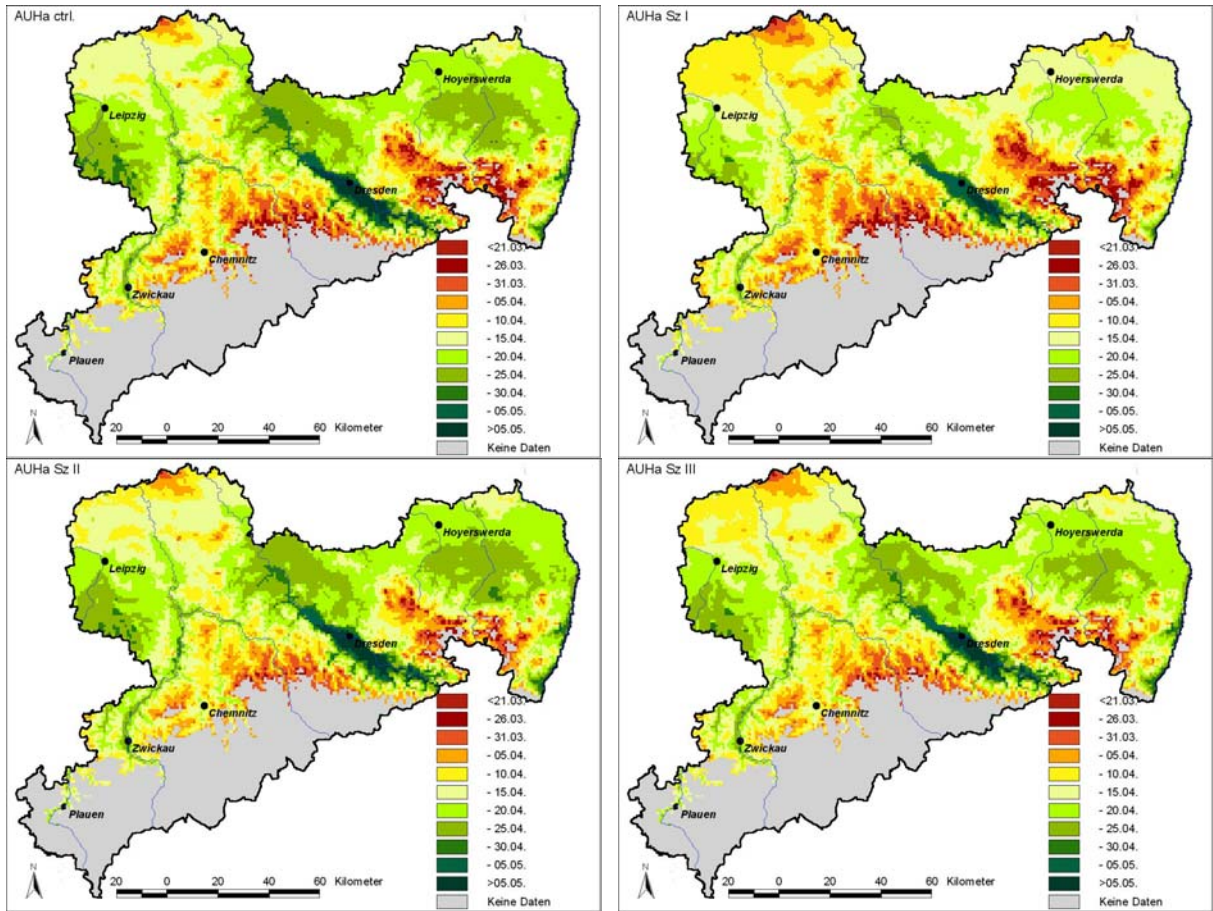 AUHa ctrl.
Hoyerswerda
Leipzig
Dresden
Chemnitz
Zwickau
Plauen
<21.03.
- 26.03.
- 31.03.
- 05.04.
- 10.04.
- 15.04.
- 20.04.
- 25.04.
- 30.04.
- 05.05.
>05.05.
Keine Daten
N
20 0 20 40 60 Kilometer
AUHa Sz I
Hoyerswerda
Leipzig
Dresden
Chemnitz
Zwickau
Plauen
<21.03.
- 26.03.
- 31.03.
- 05.04.
- 10.04.
- 15.04.
- 20.04.
- 25.04.
- 30.04.
- 05.05.
>05.05.
Keine Daten
N
20 0 20 40 60 Kilometer
AUHa Sz II
Hoyerswerda
Leipzig
Dresden
Chemnitz
Zwickau
Plauen
<21.03.
- 26.03.
- 31.03.
- 05.04.
- 10.04.
- 15.04.
- 20.04.
- 25.04.
- 30.04.
- 05.05.
>05.05.
Keine Daten
N
20 0 20 40 60 Kilometer
AUHa Sz III
Hoyerswerda
Leipzig
Dresden
Chemnitz
Zwickau
Plauen
<21.03.
- 26.03.
- 31.03.
- 05.04.
- 10.04.
- 15.04.
- 20.04.
- 25.04.
- 30.04.
- 05.05.
>05.05.
Keine Daten
N
20 0 20 40 60 Kilometer